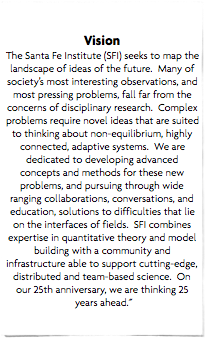 Vision
The Santa Fe Institute (SFI) seeks to map the
landscape of ideas of the future.  Many of
society's most interesting observations, and
most pressing problems, fall far from the
concerns of disciplinary research.  Complex
problems require novel ideas that are suited
to thinking about non-equilibrium, highly
connected, adaptive systems.  We are
dedicated to developing advanced
concepts and methods for these new
problems, and pursuing through wide
ranging collaborations, conversations, and
education, solutions to difficulties that lie
on the interfaces of fields.  SFI combines
expertise in quantitative theory and model
building with a community and
infrastructure able to support cutting-edge,
distributed and team-based science.  On
our 25th anniversary, we are thinking 25
years ahead."